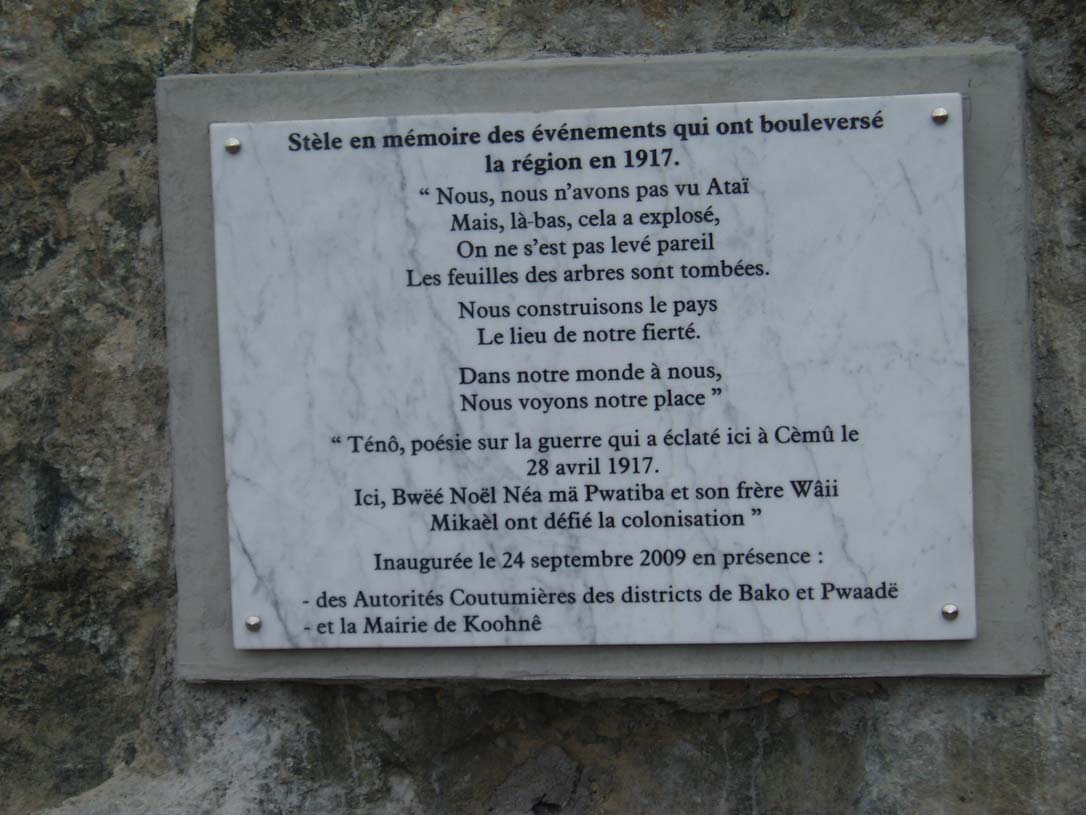 Stèle en mémoire des événements qui ont bouleversé
la région en 1917.
“ Nous, nous n’avons pas vu Ataï
Mais, là-bas, cela a explosé,
On ne s’est pas levé pareil
Les feuilles des arbres sont tombées.
Nous construisons le pays
Le lieu de notre fierté.
Dans notre monde à nous,
Nous voyons notre place ”
“ Ténô, poésie sur la guerre qui a éclaté ici à Cèmû le
28 avril 1917.
Ici, Bwëé Noël Néa mä Pwatiba et son frère Wâii
Mikaèl ont défié la colonisation ”
Inaugurée le 24 septembre 2009 en présence :
- des Autorités Coutumières des districts de Bako et Pwaadë
- et la Mairie de Koohnê